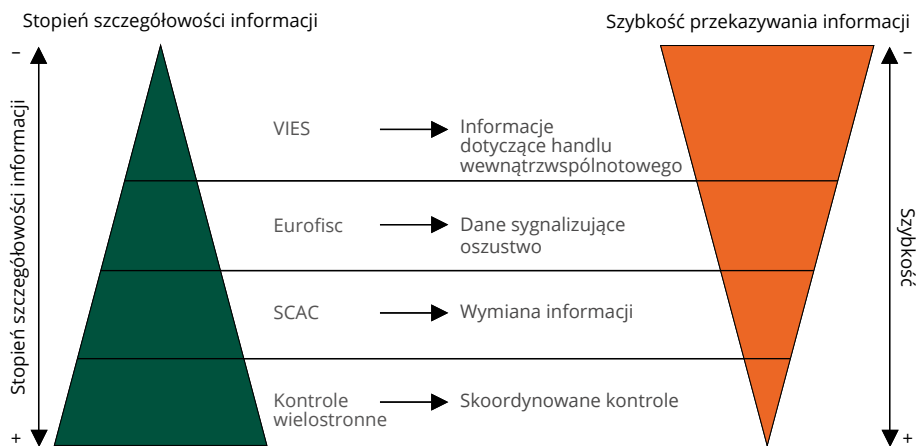 Stopień szczegółowości informacji
Szybkość przekazywania informacji
–
–
Stopień szczegółowości informacji
Szybkość
VIES
Informacje
dotyczące handlu
wewnątrzwspólnotowego
Eurofisc
Dane sygnalizujące
oszustwo
SCAC
Wymiana informacji
Kontrole
wielostronne
Skoordynowane kontrole
+
+